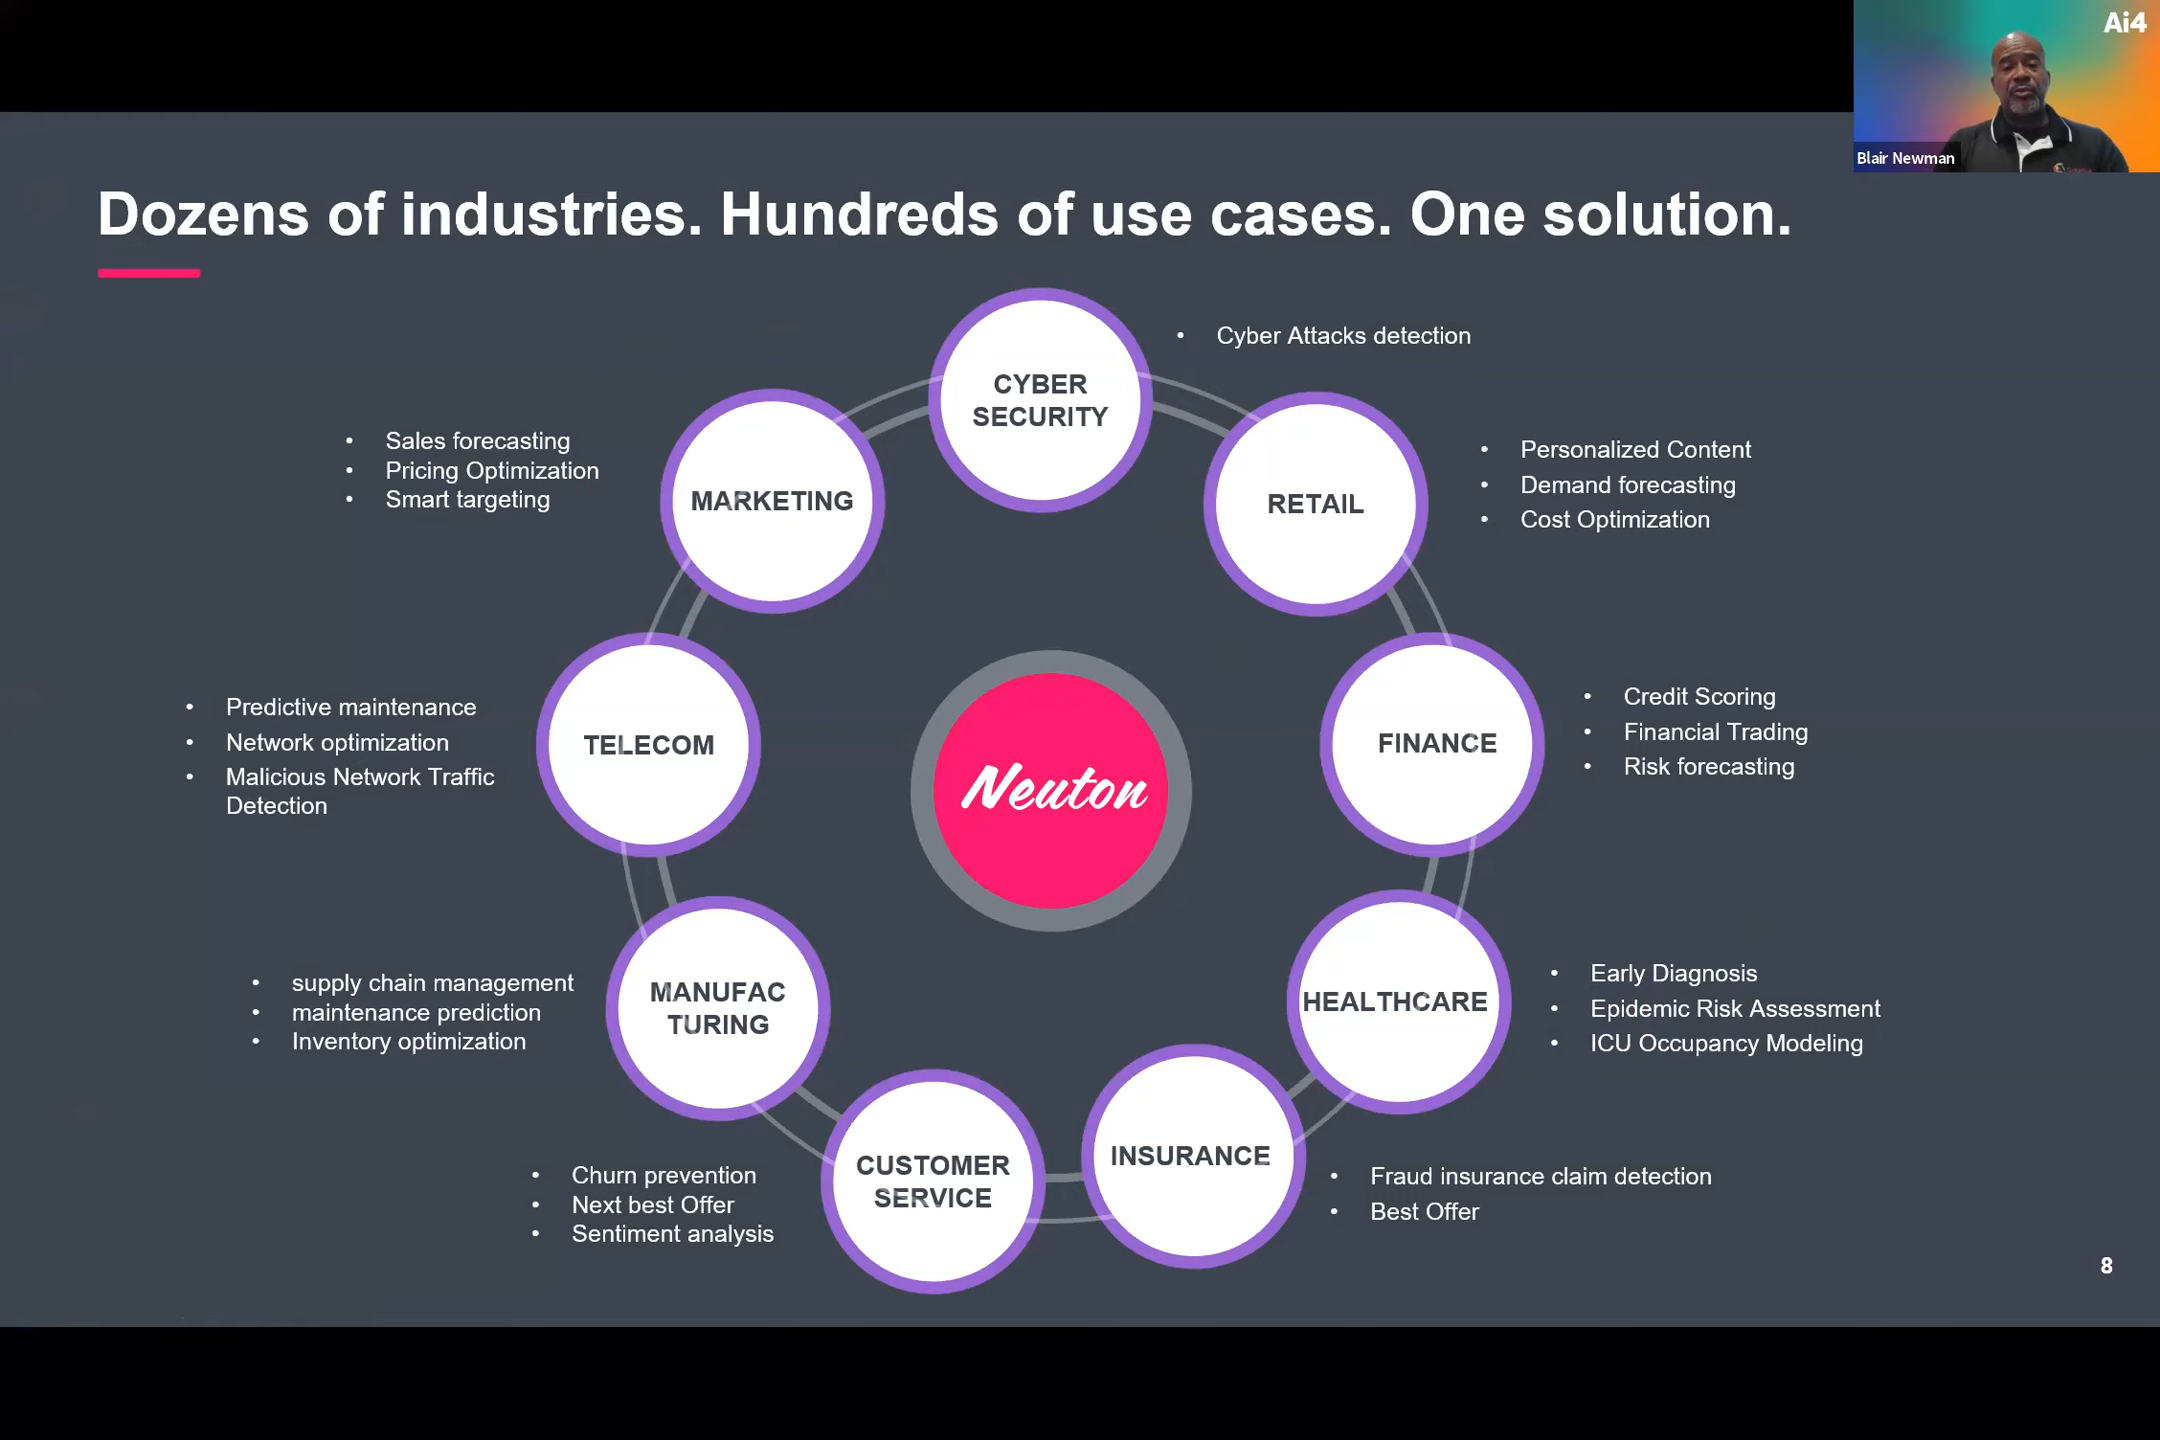 Ai4
Blair Newman
Dozens of industries. Hundreds of use cases. One solution.
CYBER
SECURITY
• Cyber Attacks detection
RETAIL
• Personalized Content
• Demand forecasting
• Cost Optimization
FINANCE
• Credit Scoring
• Financial Trading
• Risk forecasting
HEALTHCARE
• Early Diagnosis
• Epidemic Risk Assessment
• ICU Occupancy Modeling
INSURANCE
• Fraud insurance claim detection
• Best Offer
CUSTOMER
SERVICE
• Churn prevention
• Next best Offer
• Sentiment analysis
MANUFAC
TURING
• supply chain management
• maintenance prediction
• Inventory optimization
TELECOM
• Predictive maintenance
• Network optimization
• Malicious Network Traffic
Detection
MARKETING
• Sales forecasting
• Pricing Optimization
• Smart targeting
Neuton
8